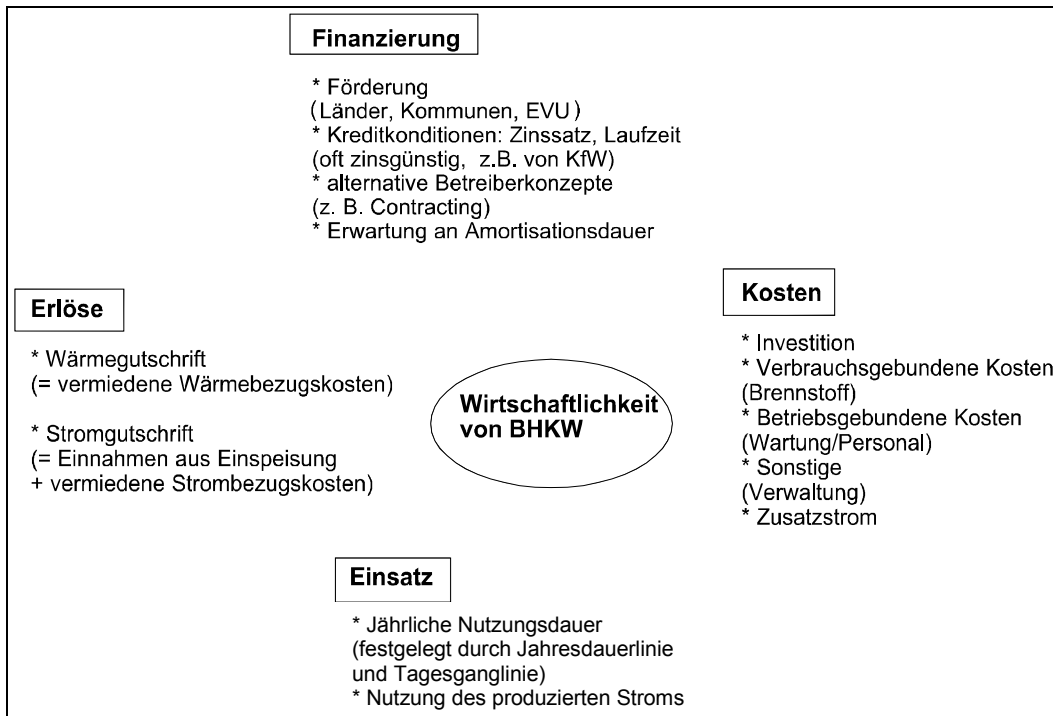 Finanzierung
* Förderung
(Länder, Kommunen, EVU)
* Kreditkonditionen: Zinssatz, Laufzeit
(oft zinsgünstig, z.B. von KfW)
* alternative Betreiberkonzepte
(z. B. Contracting)
* Erwartung an Amortisationsdauer
Erlöse
* Wärmegutschrift
(= vermiedene Wärmebezugskosten)
* Stromgutschrift
(= Einnahmen aus Einspeisung
+ vermiedene Strombezugskosten)
Wirtschaftlichkeit
von BHKW
Kosten
* Investition
* Verbrauchsgebundene Kosten
(Brennstoff)
* Betriebsgebundene Kosten
(Wartung/Personal)
* Sonstige
(Verwaltung)
* Zusatzstrom
Einsatz
* Jährliche Nutzungsdauer
(festgelegt durch Jahresdauerlinie
und Tagesganglinie)
* Nutzung des produzierten Stroms